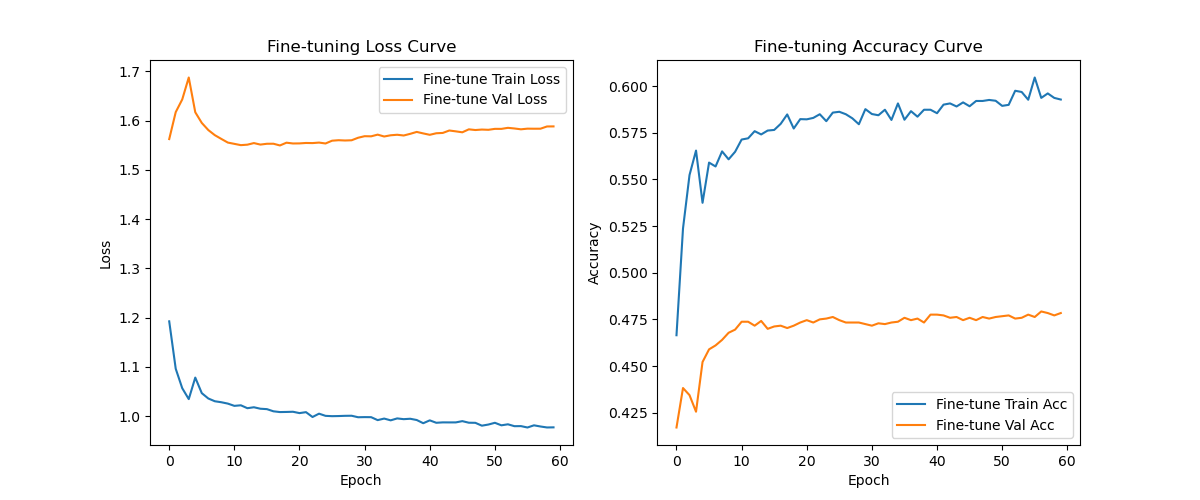 Fine-tuning Loss Curve
1.7
1.6
1.5
1.4
1.3
1.2
1.1
1.0
Loss
0 10 20 30 40 50 60
Epoch
Fine-tune Train Loss
Fine-tune Val Loss
Fine-tuning Accuracy Curve
0.600
0.575
0.550
0.525
0.500
0.475
0.450
0.425
Accuracy
0 10 20 30 40 50 60
Epoch
Fine-tune Train Acc
Fine-tune Val Acc